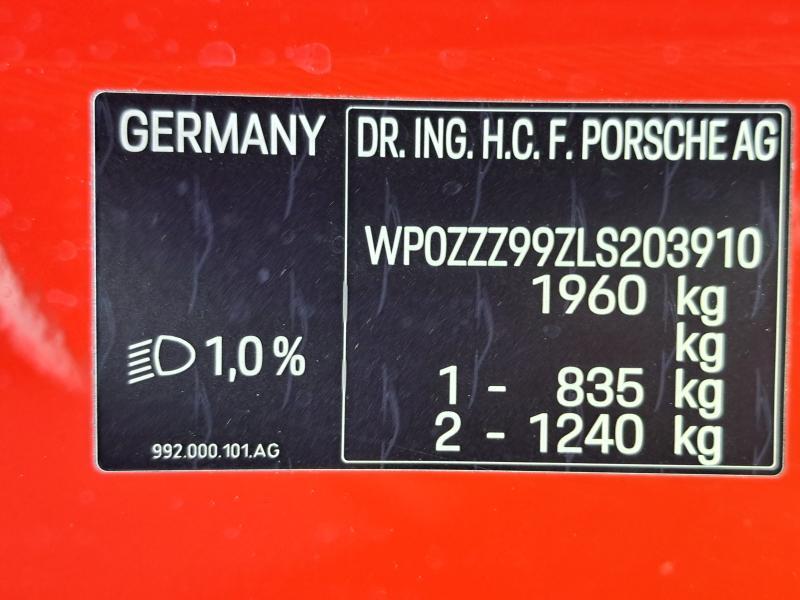 GERMANY
DR. ING. H.C. F. PORSCHE AG
WP0ZZZ99ZLS203910
1960 kg
kg
1 - 835 kg
2 - 1240 kg
1,0 %
992.000.101.AG